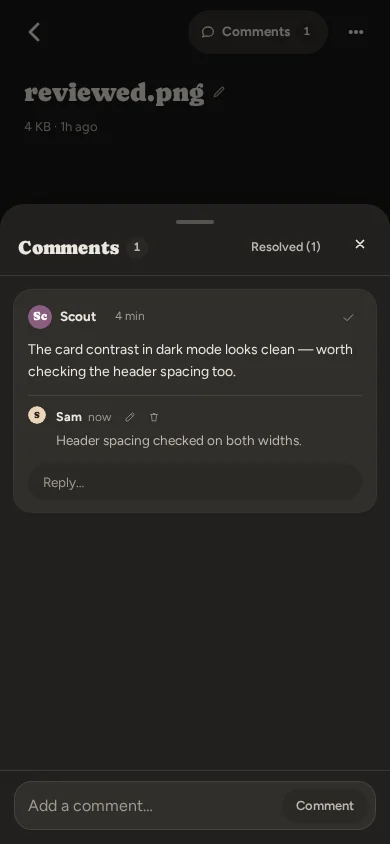 Comments 1
reviewed.png
4 KB · 1h ago
Comments 1 Resolved (1)
Sc Scout 4 min
The card contrast in dark mode looks clean — worth
checking the header spacing too.
S Sam now
Header spacing checked on both widths.
Reply...
Add a comment... Comment